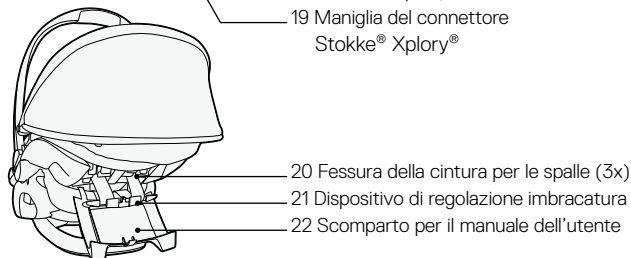 19 Maniglia del connettore
Stokke® Xplory®
20 Fessura della cintura per le spalle (3x)
21 Dispositivo di regolazione imbracatura
22 Scomparto per il manuale dell’utente